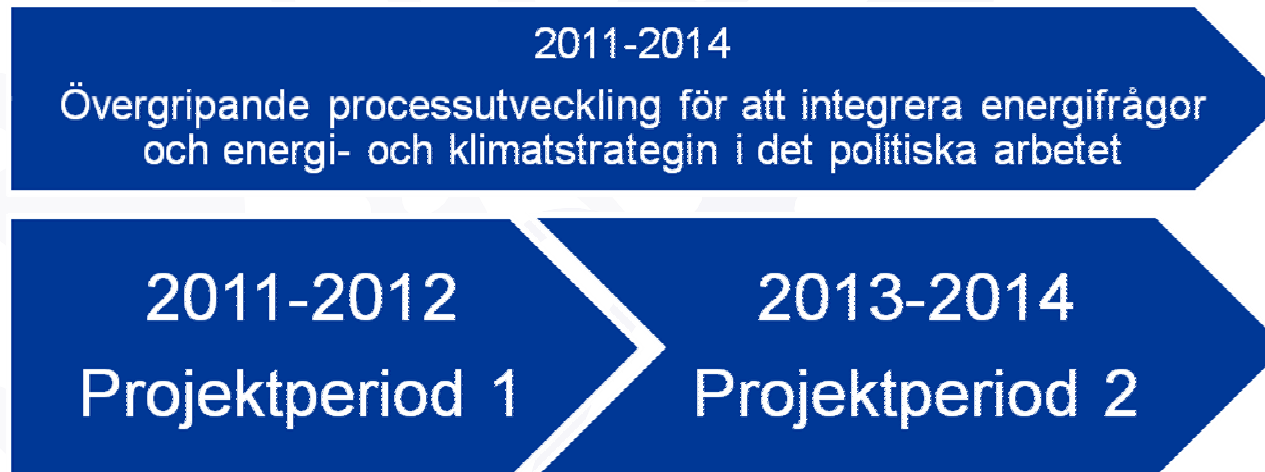 2011-2014
Övergripande processutveckling för att integrera energifrågor
och energi- och klimatstrategin i det politiska arbetet
2011-2012
Projektperiod 1
2013-2014
Projektperiod 2